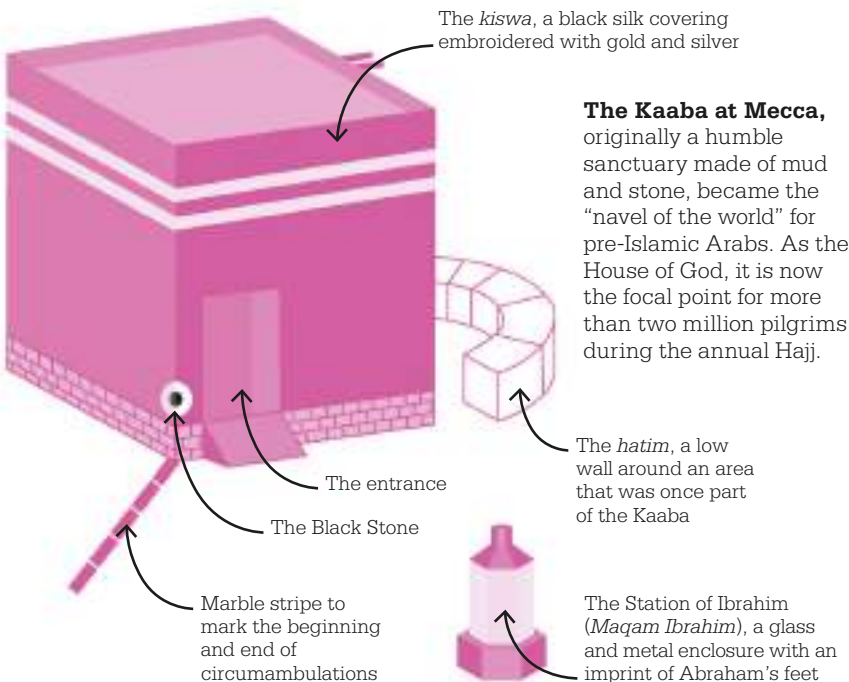 The kiswa, a black silk covering
embroidered with gold and silver
The Kaaba at Mecca,
originally a humble
sanctuary made of mud
and stone, became the
“navel of the world” for
pre-Islamic Arabs. As the
House of God, it is now
the focal point for more
than two million pilgrims
during the annual Hajj.
The hatim, a low
wall around an area
that was once part
of the Kaaba
The entrance
The Black Stone
Marble stripe to
mark the beginning
and end of
circumambulations
The Station of Ibrahim
(Maqam Ibrahim), a glass
and metal enclosure with an
imprint of Abraham’s feet